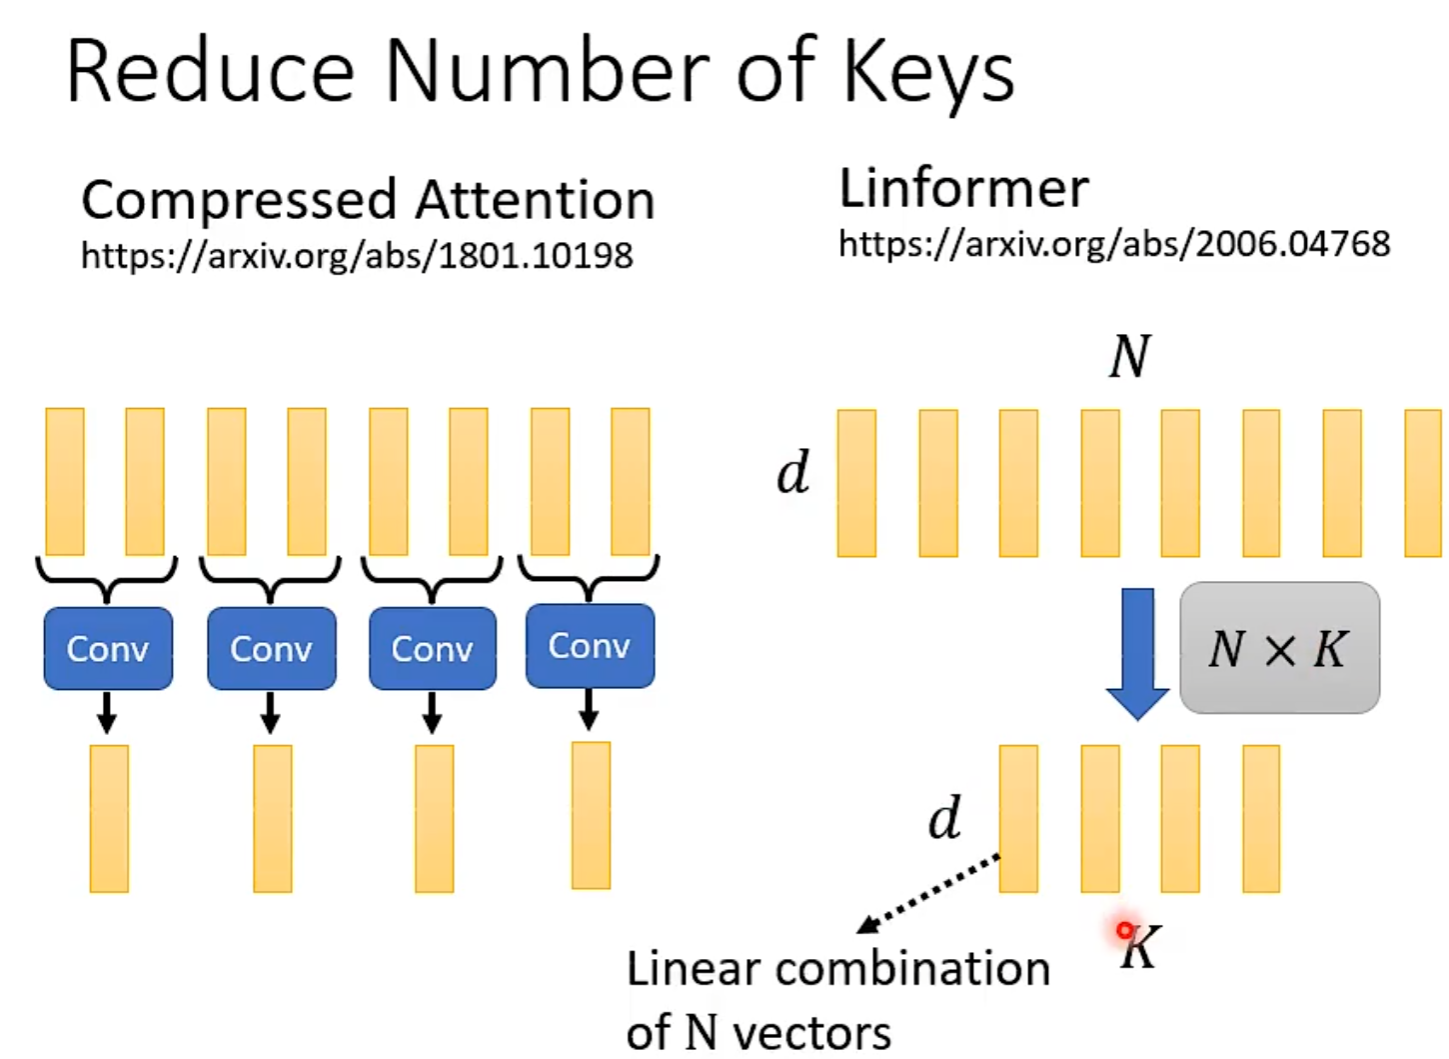 Reduce Number of Keys
Compressed Attention
https://arxiv.org/abs/1801.10198
Conv
Conv
Conv
Conv
Linformer
https://arxiv.org/abs/2006.04768
N
d
N × K
d
K
Linear combination
of N vectors